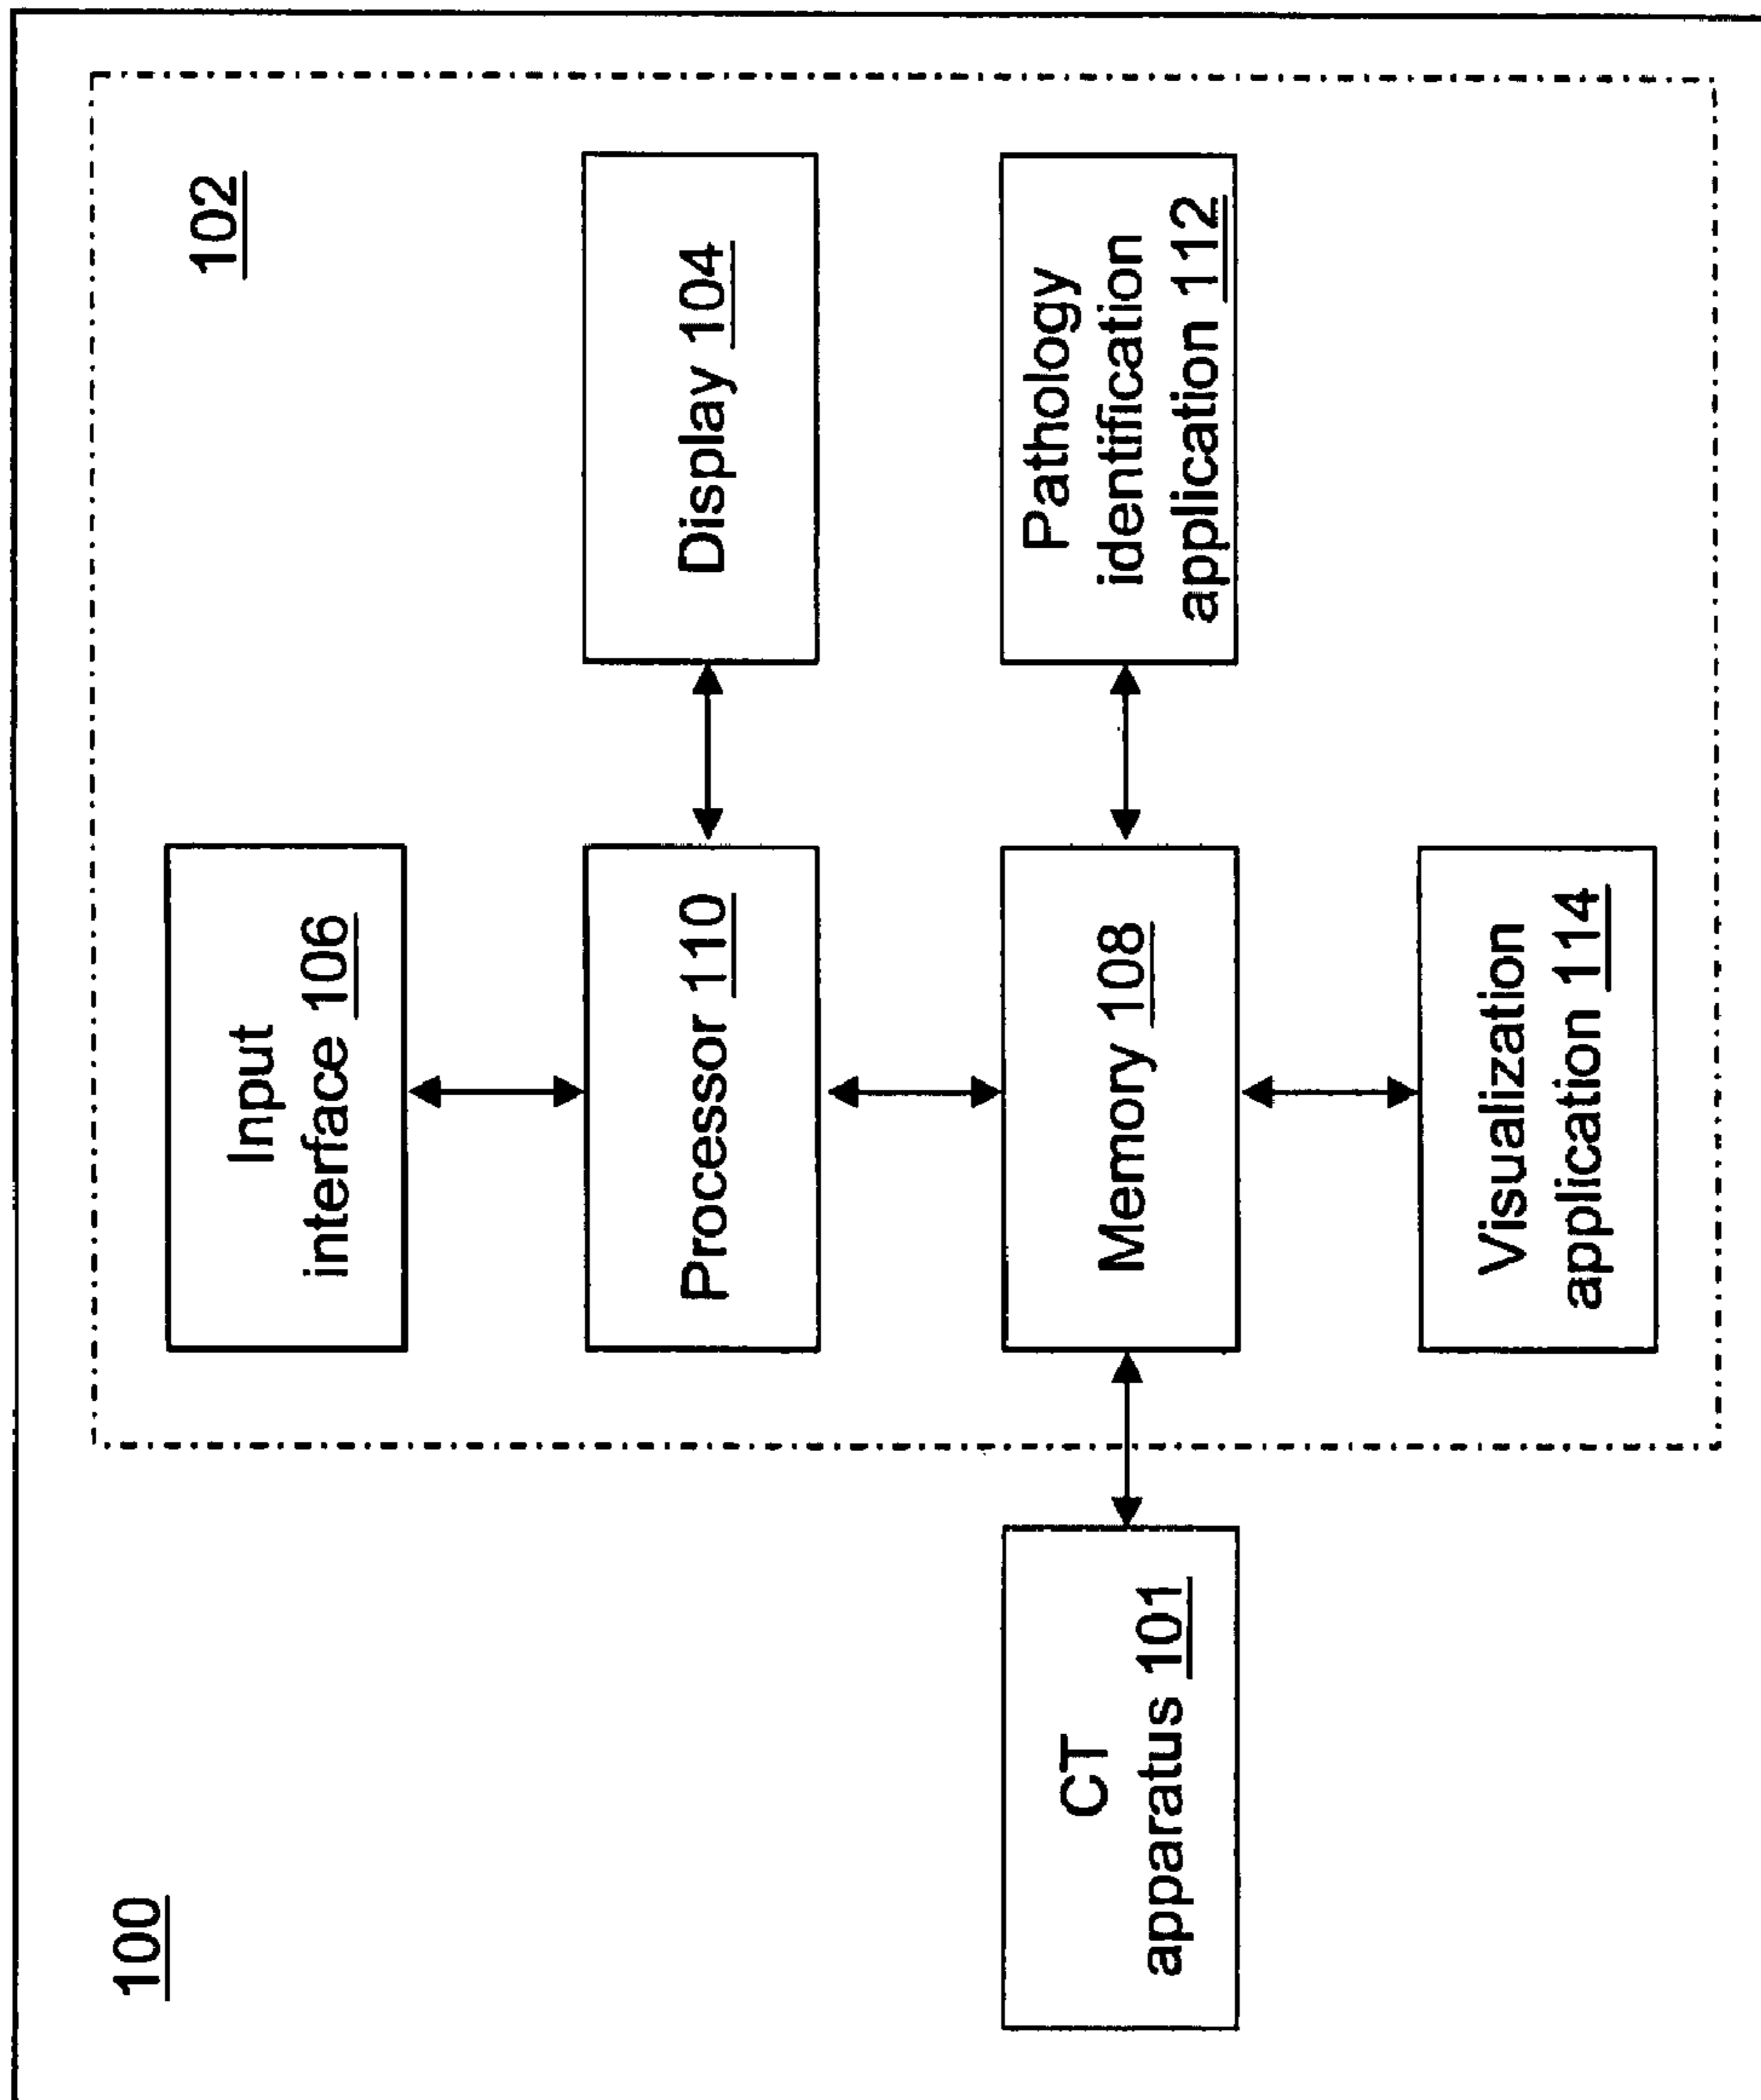 100
102
Input
interface 106
Processor 110
Display 104
CT
apparatus 101
Memory 108
Pathology
identification
application 112
Visualization
application 114